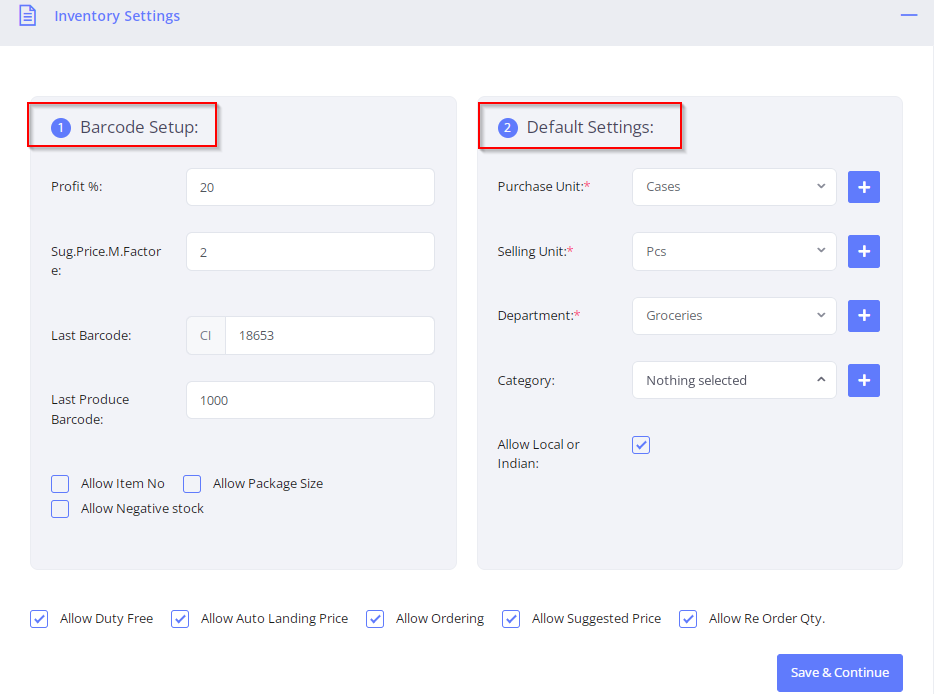 Inventory Settings
1 Barcode Setup:
Profit %: 20
Sug.Price.M.Factor
e: 2
Last Barcode: CI 18653
Last Produce
Barcode: 1000
Allow Item No Allow Package Size
Allow Negative stock
2 Default Settings:
Purchase Unit:* Cases +
Selling Unit:* Pcs +
Department:* Groceries +
Category: Nothing selected +
Allow Local or
Indian:
Allow Duty Free Allow Auto Landing Price Allow Ordering Allow Suggested Price Allow Re Order Qty.
Save & Continue